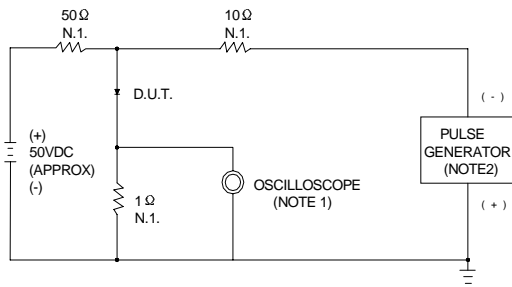 50Ω
N.1.
10Ω
N.1.
( - )
D.U.T.
(+)
50VDC
(APPROX)
(-)
PULSE
GENERATOR
(NOTE2)
1Ω
N.1.
OSCILLOSCOPE
(NOTE 1)
( + )